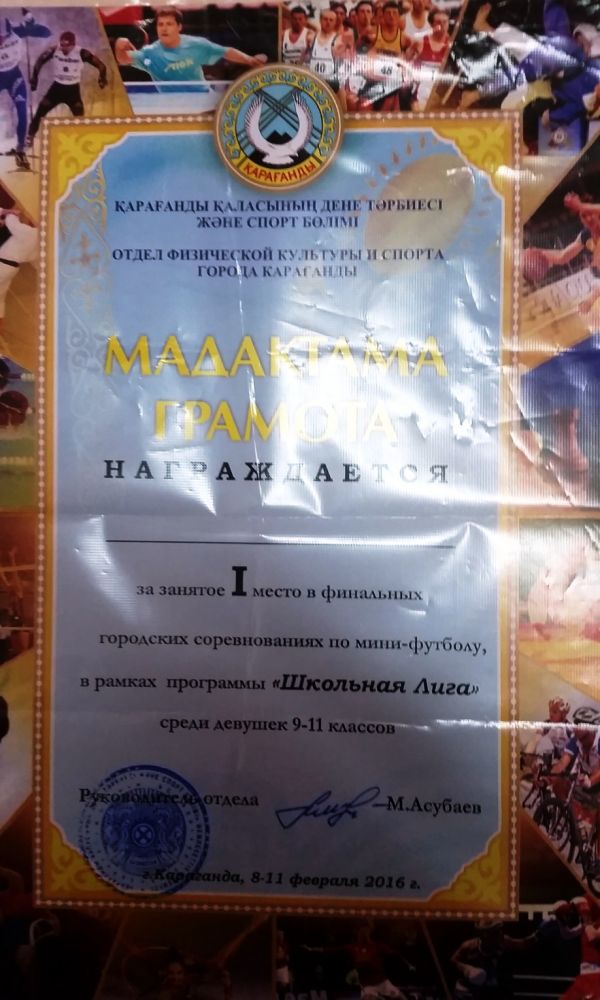 ҚАРАҒАНДЫ
ҚАРАҒАНДЫ ҚАЛАСЫНЫҢ ДЕНЕ ТӘРБИЕСІ
ЖӘНЕ СПОРТ БӨЛІМІ
ОТДЕЛ ФИЗИЧЕСКОЙ КУЛЬТУРЫ И СПОРТА
ГОРОДА КАРАГАНДЫ
МАДАҚТАМА
ГРАМОТА
НАГРАЖДАЕТСЯ
за занятое I место в финальных
городских соревнованиях по мини-футболу,
в рамках программы «Школьная Лига»
среди девушек 9-11 классов
Руководитель отдела М.Асубаев
г.Караганда, 8-11 февраля 2016 г.